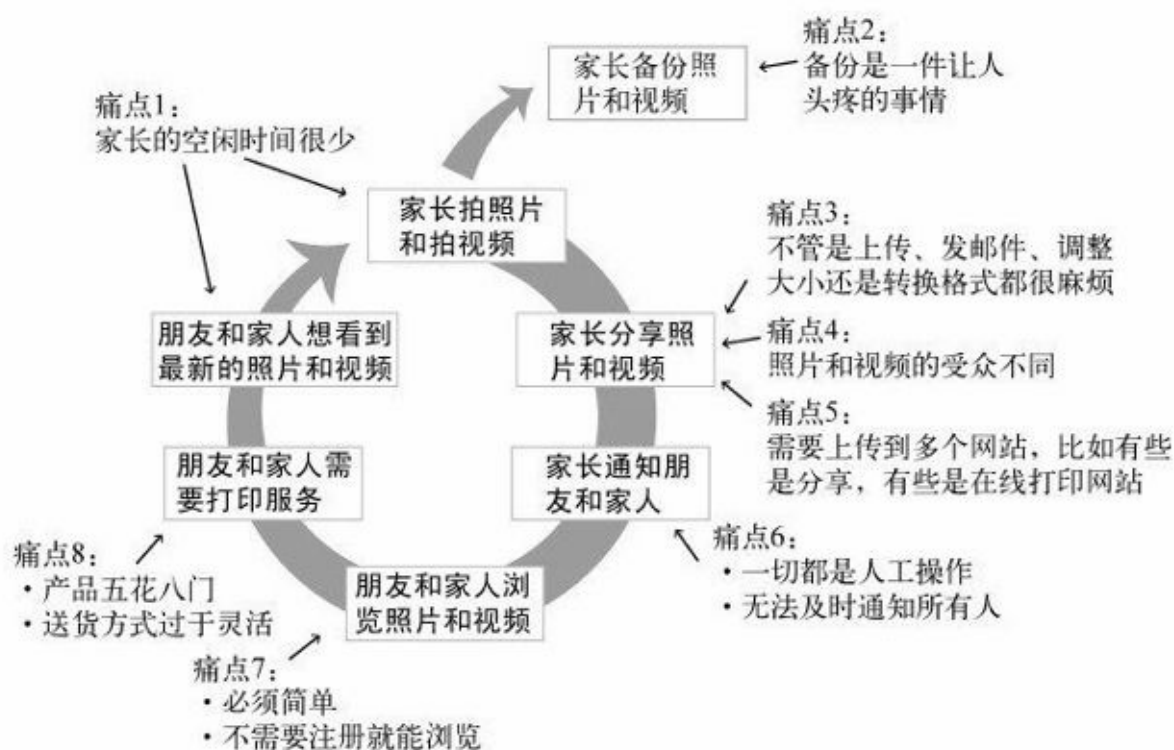 痛点2：
备份是一件让人
头疼的事情
家长备份照
片和视频
痛点1：
家长的空闲时间很少
家长拍照片
和拍视频
痛点3：
不管是上传、发邮件、调整
大小还是转换格式都很麻烦
朋友和家人想看到
最新的照片和视频
家长分享照
片和视频
痛点4：
照片和视频的受众不同
痛点5：
需要上传到多个网站，比如有些
是分享，有些是在线打印网站
朋友和家人需
要打印服务
家长通知朋
友和家人
痛点6：
·一切都是人工操作
·无法及时通知所有人
痛点8：
·产品五花八门
·送货方式过于灵活
朋友和家人浏
览照片和视频
痛点7：
·必须简单
·不需要注册就能浏览